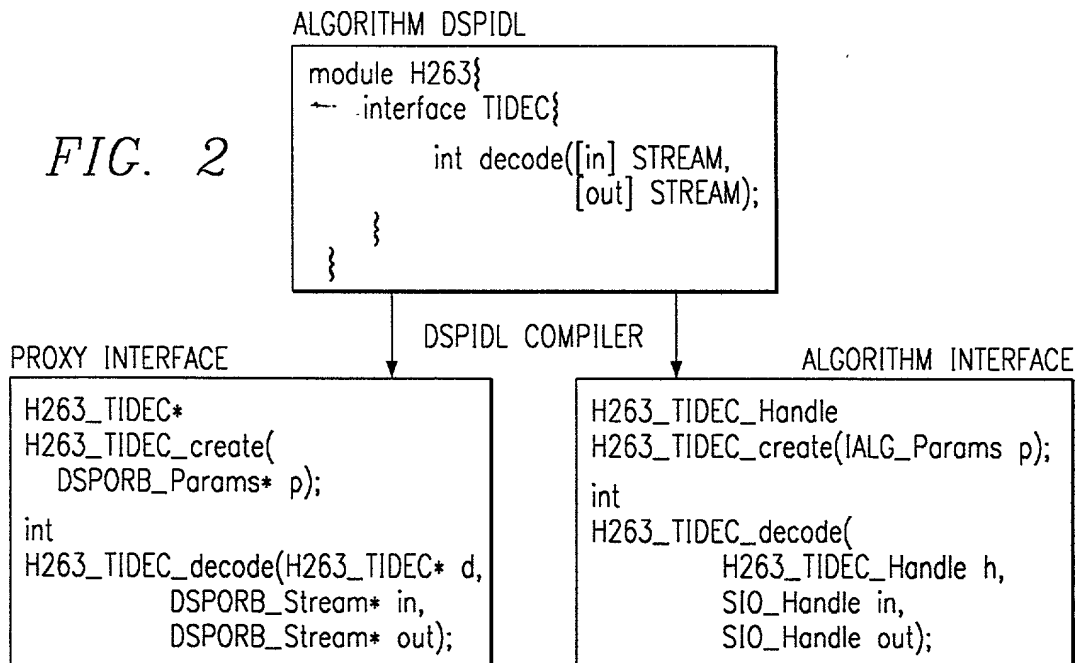 ALGORITHM DSPIDL
module H263{
interface TIDEC{
int decode([in] STREAM,
[out] STREAM);
}
}
FIG. 2
DSPIDL COMPILER
PROXY INTERFACE
H263_TIDEC*
H263_TIDEC_create(
DSPORB_Params* p);
int
H263_TIDEC_decode(H263_TIDEC* d,
DSPORB_Stream* in,
DSPORB_Stream* out);
ALGORITHM INTERFACE
H263_TIDEC_Handle
H263_TIDEC_create(IALG_Params p);
int
H263_TIDEC_decode(
H263_TIDEC_Handle h,
SIO_Handle in,
SIO_Handle out);